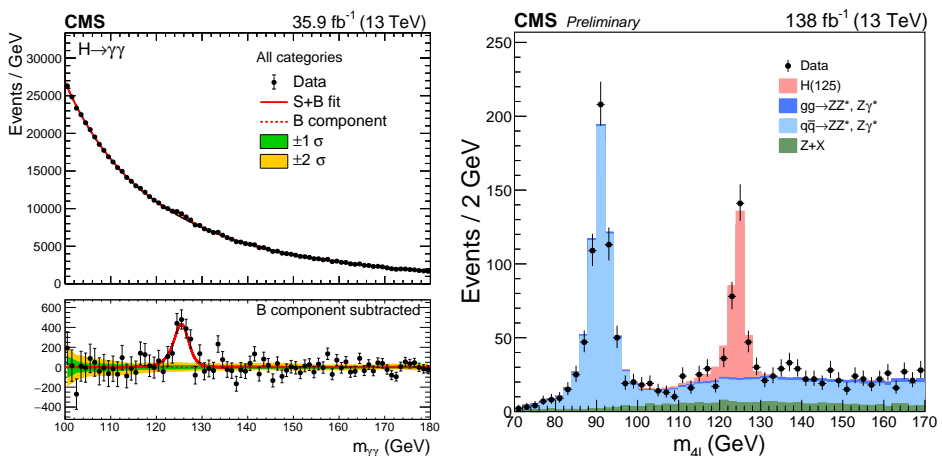 CMS 35.9 fb⁻¹ (13 TeV)
H→γγ
All categories
Data
S+B fit
B component
±1 σ
±2 σ
Events / GeV
30000
25000
20000
15000
10000
5000
0
B component subtracted
600
400
200
0
−200
−400
100 110 120 130 140 150 160 170 180
m_γγ (GeV)
CMS Preliminary 138 fb⁻¹ (13 TeV)
Data
H(125)
gg→ZZ*, Zγ*
qq̄→ZZ*, Zγ*
Z+X
Events / 2 GeV
250
200
150
100
50
0
70 80 90 100 110 120 130 140 150 160 170
m_4l (GeV)